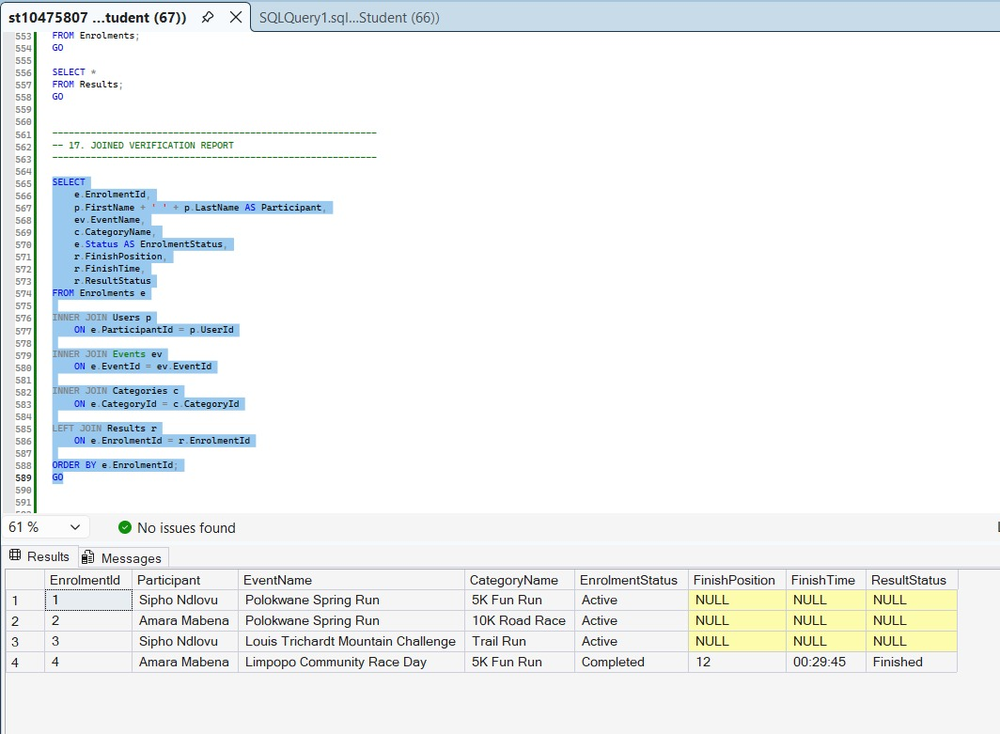 st10475807 ...tudent (67)) SQLQuery1.sql...Student (66))
553 FROM Enrolments;
554 GO
555
556 SELECT *
557 FROM Results;
558 GO
559
560
561 ----------------------------------------------------------
562 -- 17. JOINED VERIFICATION REPORT
563 ----------------------------------------------------------
564
565 SELECT
566 e.EnrolmentId,
567 p.FirstName + ' ' + p.LastName AS Participant,
568 ev.EventName,
569 c.CategoryName,
570 e.Status AS EnrolmentStatus,
571 r.FinishPosition,
572 r.FinishTime,
573 r.ResultStatus
574 FROM Enrolments e
575
576 INNER JOIN Users p
577 ON e.ParticipantId = p.UserId
578
579 INNER JOIN Events ev
580 ON e.EventId = ev.EventId
581
582 INNER JOIN Categories c
583 ON e.CategoryId = c.CategoryId
584
585 LEFT JOIN Results r
586 ON e.EnrolmentId = r.EnrolmentId
587
588 ORDER BY e.EnrolmentId;
589 GO
590
591
61 % No issues found
Results Messages
EnrolmentId Participant EventName CategoryName EnrolmentStatus FinishPosition FinishTime ResultStatus
1 1 Sipho Ndlovu Polokwane Spring Run 5K Fun Run Active NULL NULL NULL
2 2 Amara Mabena Polokwane Spring Run 10K Road Race Active NULL NULL NULL
3 3 Sipho Ndlovu Louis Trichardt Mountain Challenge Trail Run Active NULL NULL NULL
4 4 Amara Mabena Limpopo Community Race Day 5K Fun Run Completed 12 00:29:45 Finished